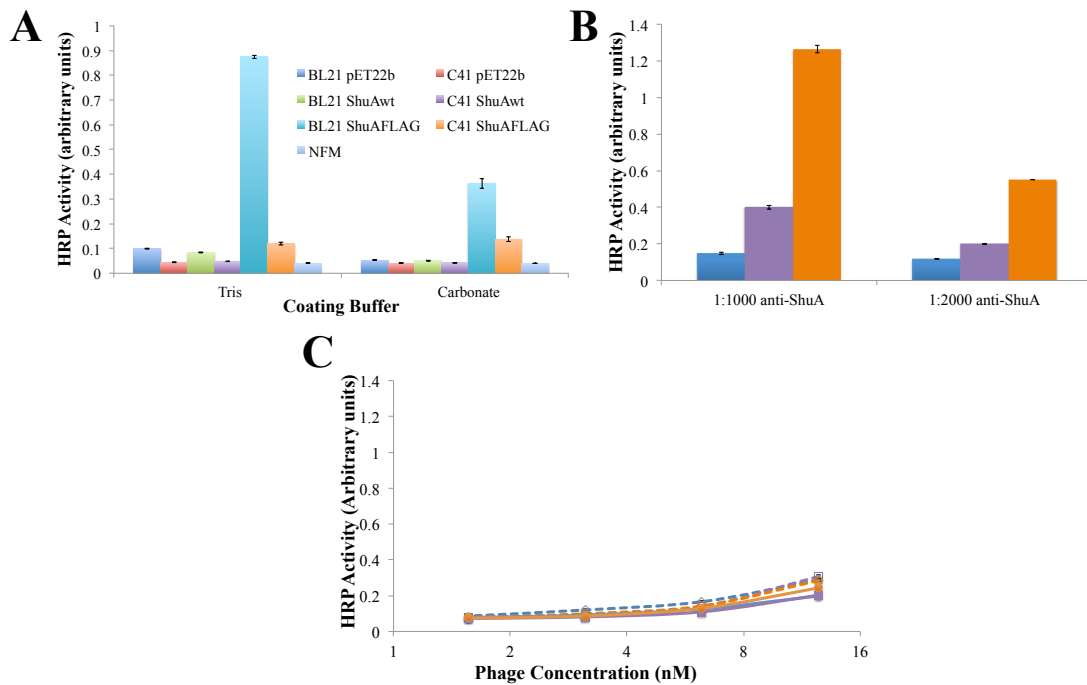 A
HRP Activity (arbitrary units)
1
0.9
0.8
0.7
0.6
0.5
0.4
0.3
0.2
0.1
0
BL21 pET22b
C41 pET22b
BL21 ShuAwt
C41 ShuAwt
BL21 ShuAFLAG
C41 ShuAFLAG
NFM
Tris
Carbonate
Coating Buffer
B
HRP Activity (arbitrary units)
1.4
1.2
1
0.8
0.6
0.4
0.2
0
1:1000 anti-ShuA
1:2000 anti-ShuA
C
HRP Activity (Arbitrary units)
1.4
1.2
1
0.8
0.6
0.4
0.2
0
1
2
4
8
16
Phage Concentration (nM)